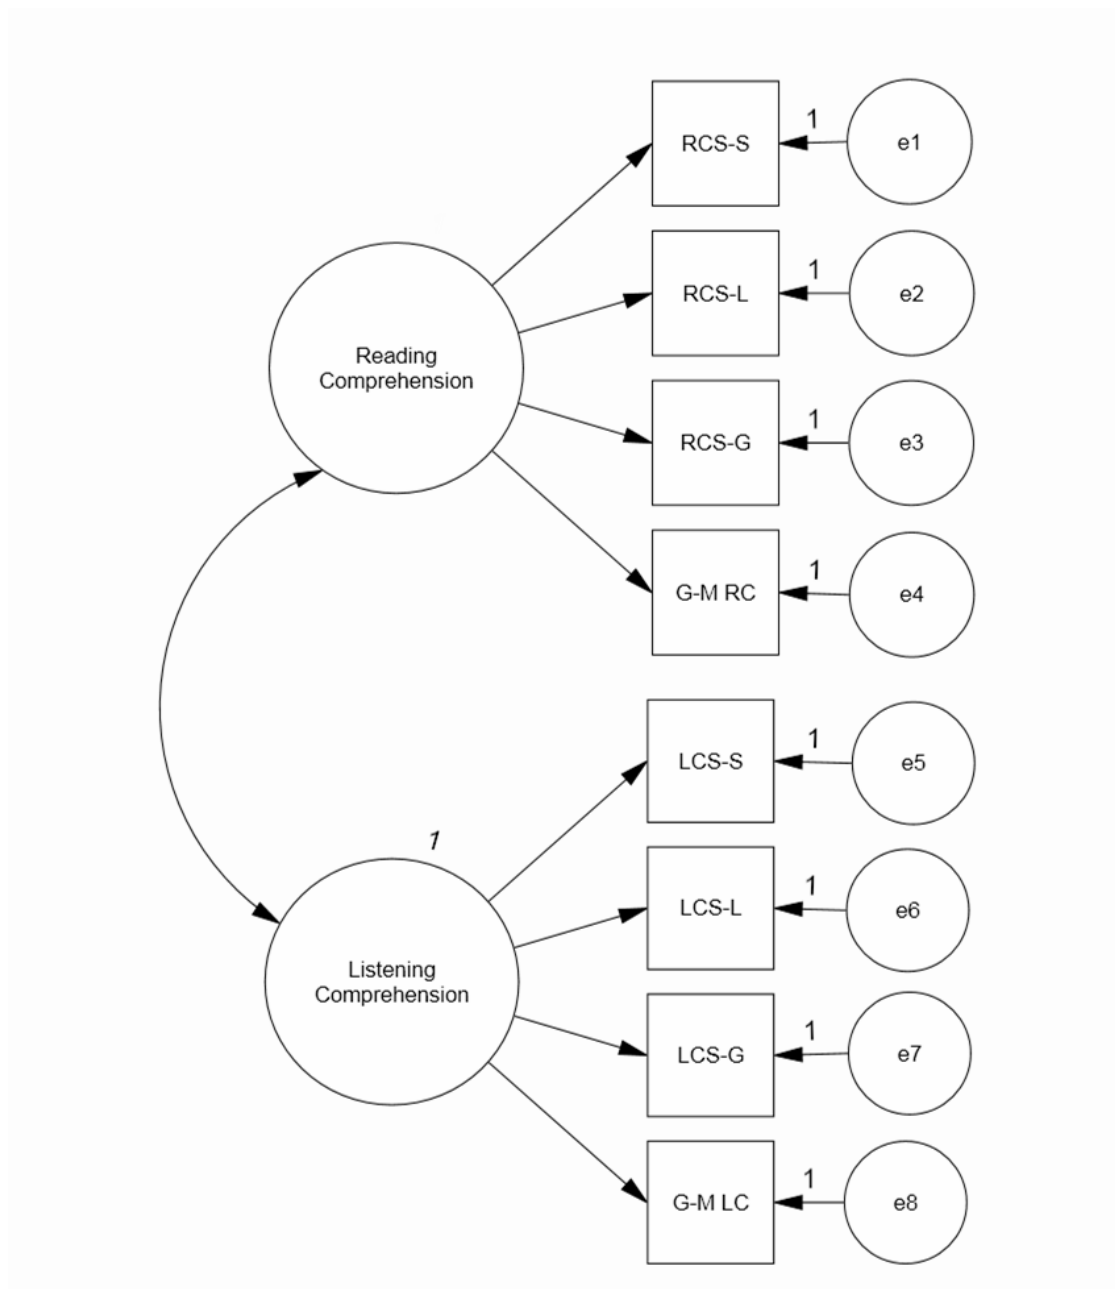 1
RCS-S
e1
1
RCS-L
e2
Reading
Comprehension
1
RCS-G
e3
1
G-M RC
e4
1
LCS-S
e5
1
1
LCS-L
e6
Listening
Comprehension
1
LCS-G
e7
1
G-M LC
e8